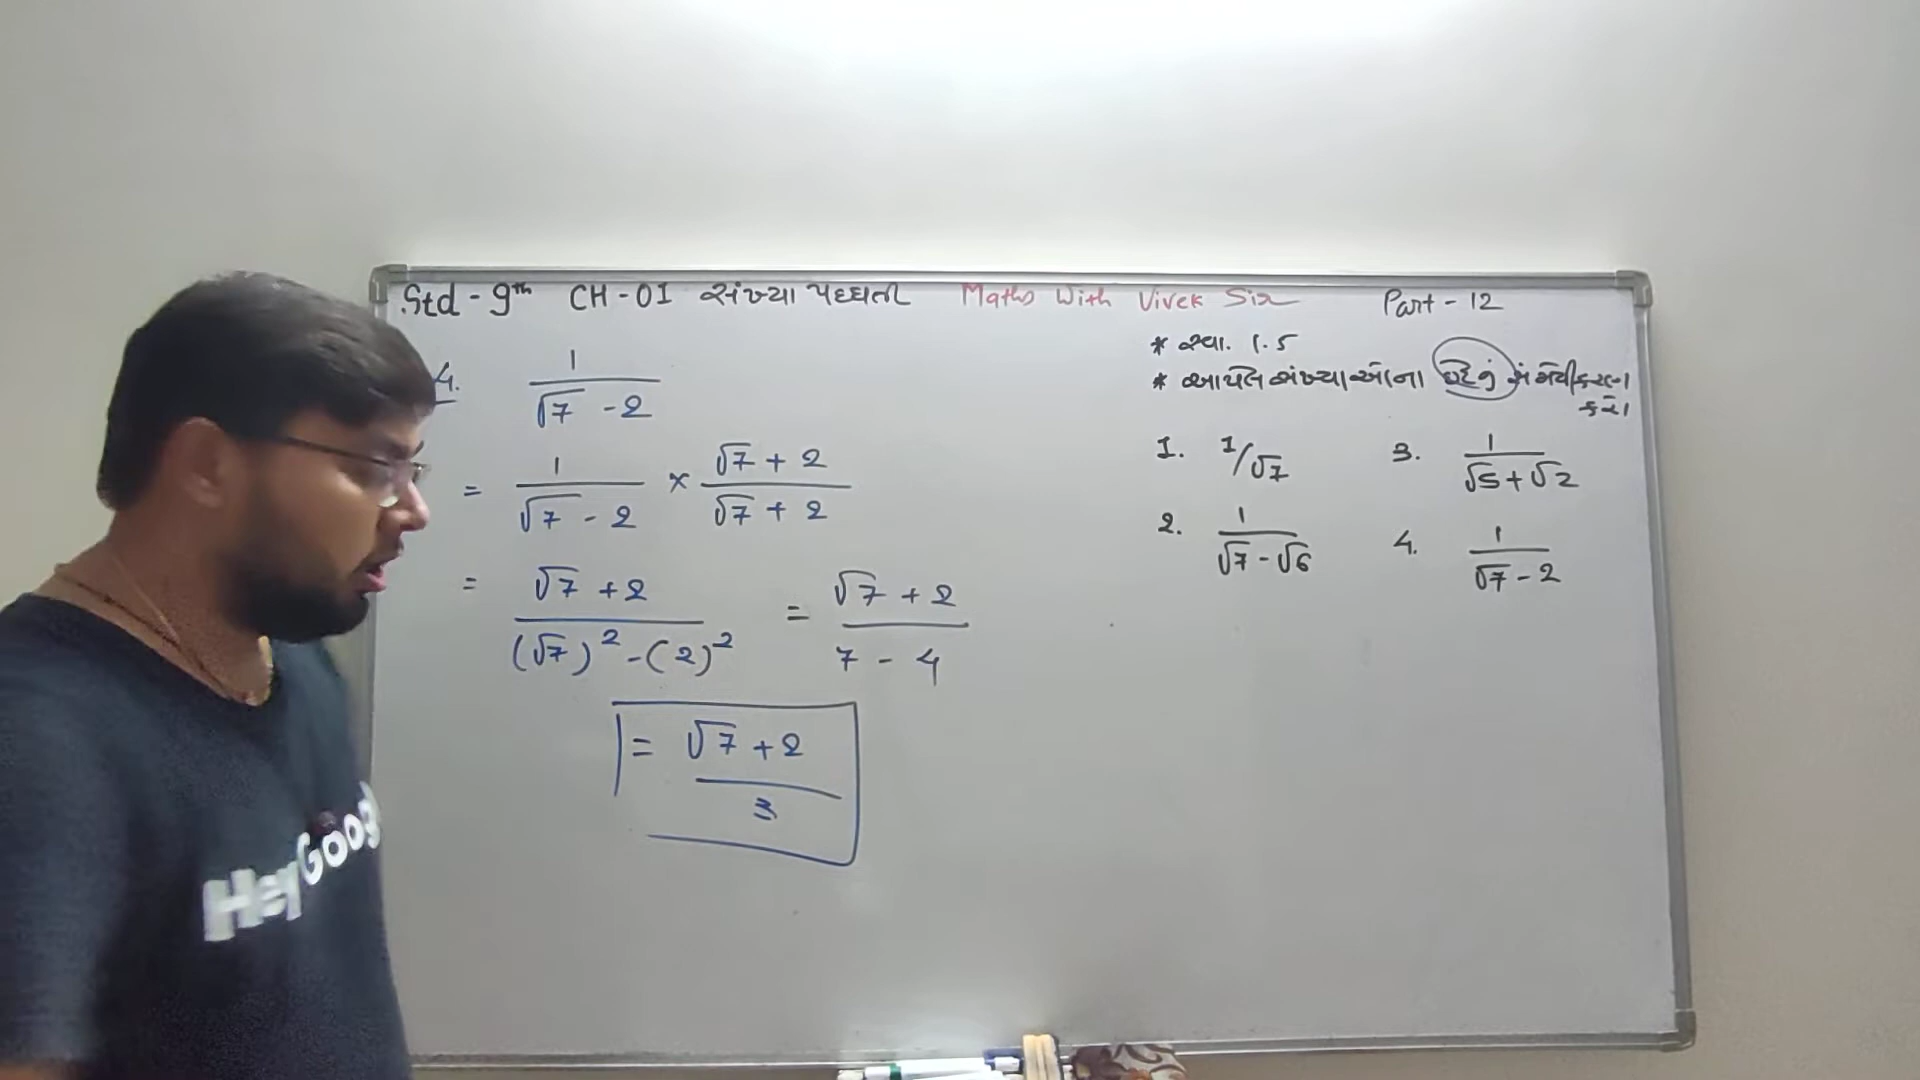 Std - 9th CH - 01 સંખ્યા પધ્ધતી Maths With Vivek Sir Part - 12
* સ્વા. 1.5
* આપેલ સંખ્યાઓના છેદનું સંમેયીકરણ
કરો
4. 1 / (√7 - 2)
= 1 / (√7 - 2) × (√7 + 2) / (√7 + 2)
= (√7 + 2) / ((√7)² - (2)²) = (√7 + 2) / (7 - 4)
= (√7 + 2) / 3
1. 1/√7
2. 1 / (√7 - √6)
3. 1 / (√5 + √2)
4. 1 / (√7 - 2)
Hey Goog